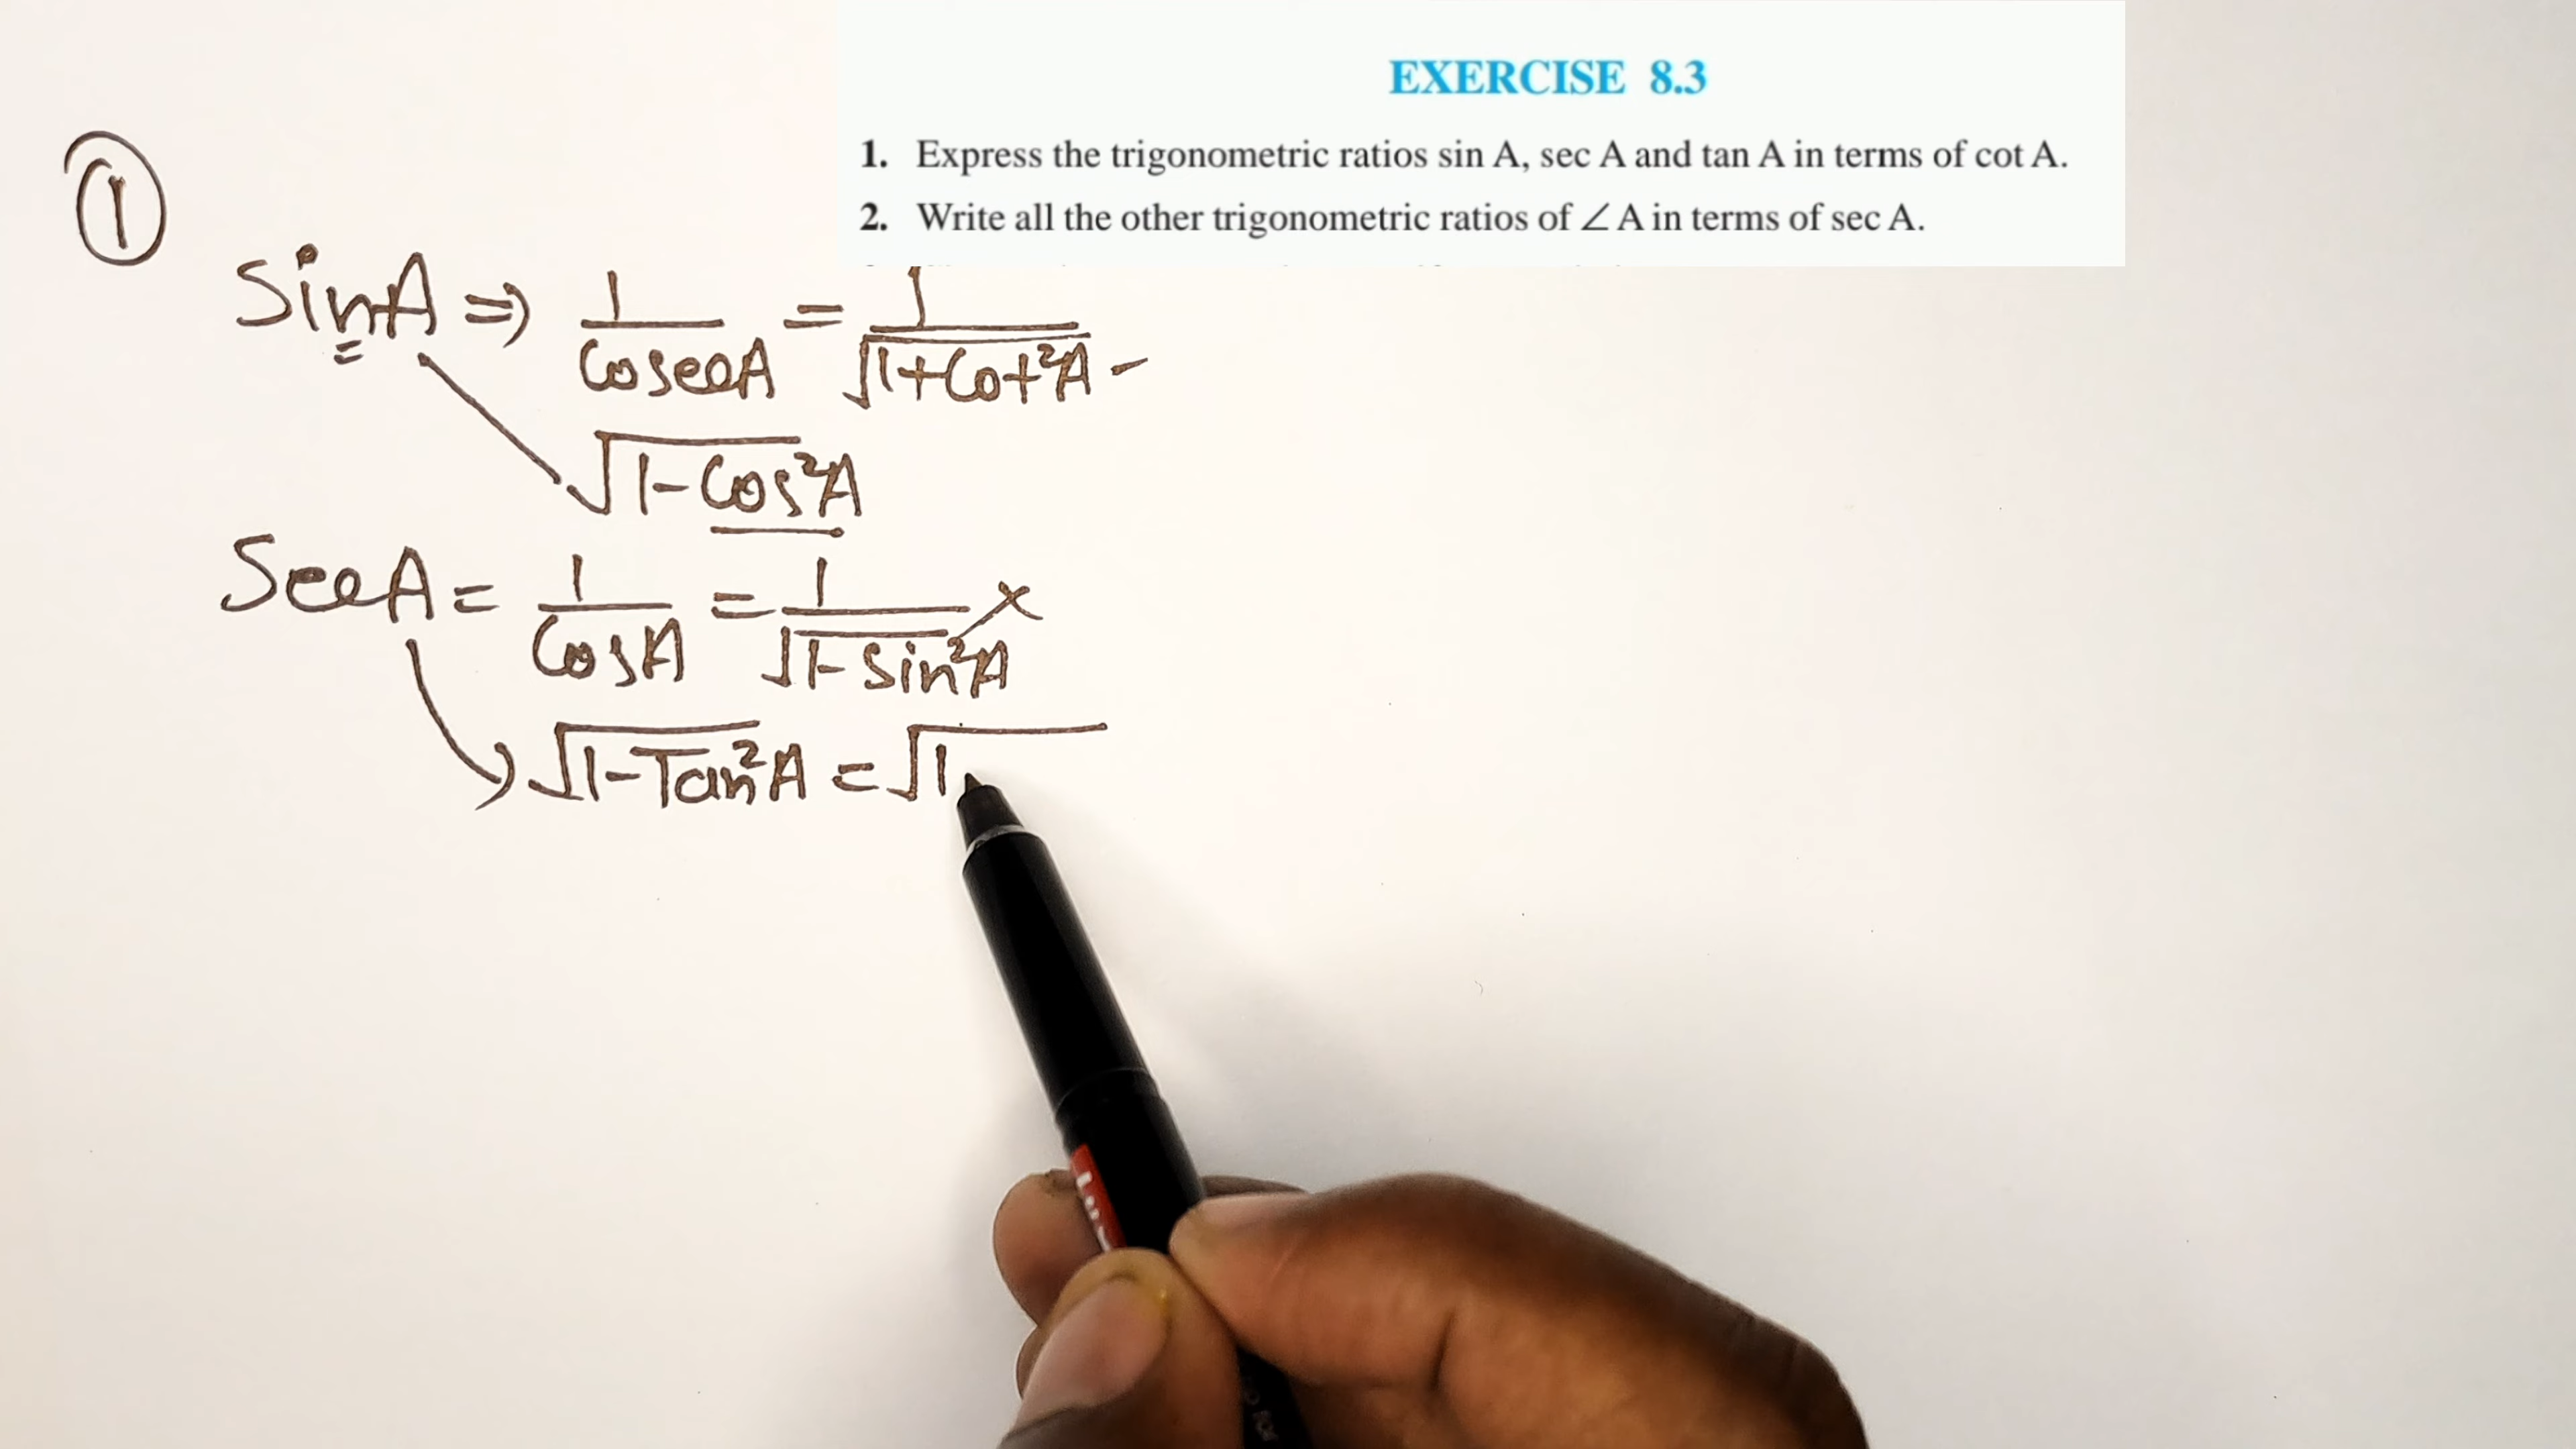 EXERCISE 8.3
1. Express the trigonometric ratios sin A, sec A and tan A in terms of cot A.
2. Write all the other trigonometric ratios of ∠A in terms of sec A.
①
SinA ⇒ 1/CosecA = 1/√(1+Cot²A) -
√(1-Cos²A)
SecA = 1/CosA = 1/√(1-Sin²A) ×
√(1-Tan²A) = √1